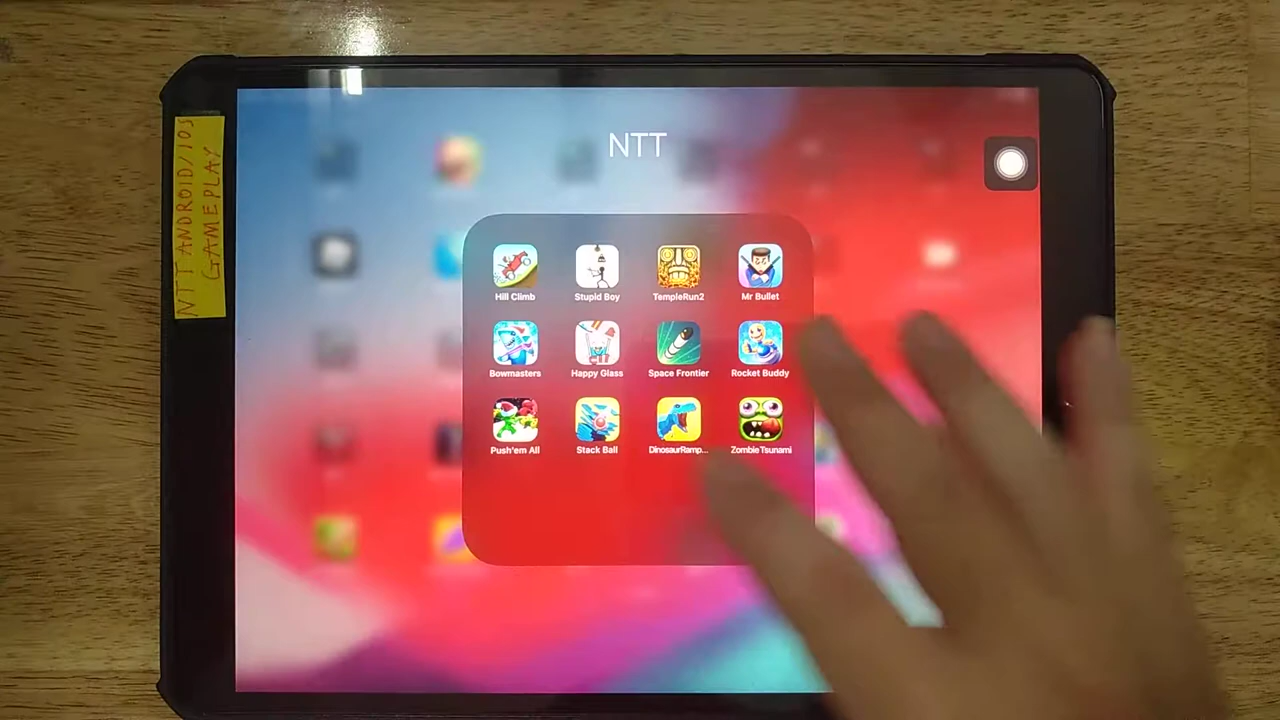 NTT ANDROID/IOS
GAMEPLAY
NTT
Hill Climb
Stupid Boy
TempleRun2
Mr Bullet
Bowmasters
Happy Glass
Space Frontier
Rocket Buddy
Push'em All
Stack Ball
DinosaurRamp...
Zombie Tsunami